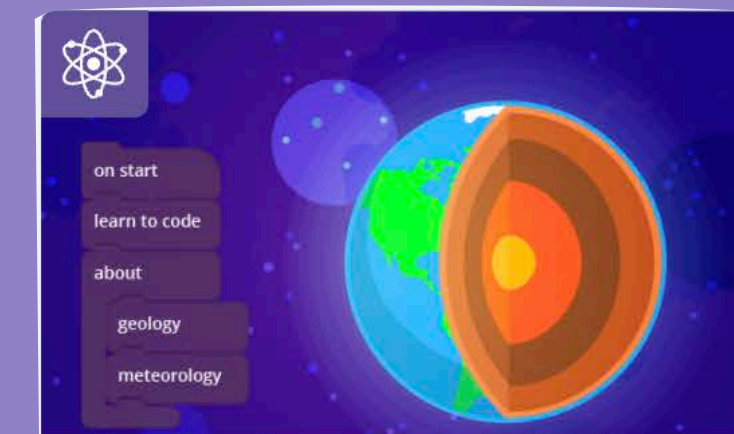 on start
learn to code
about
geology
meteorology